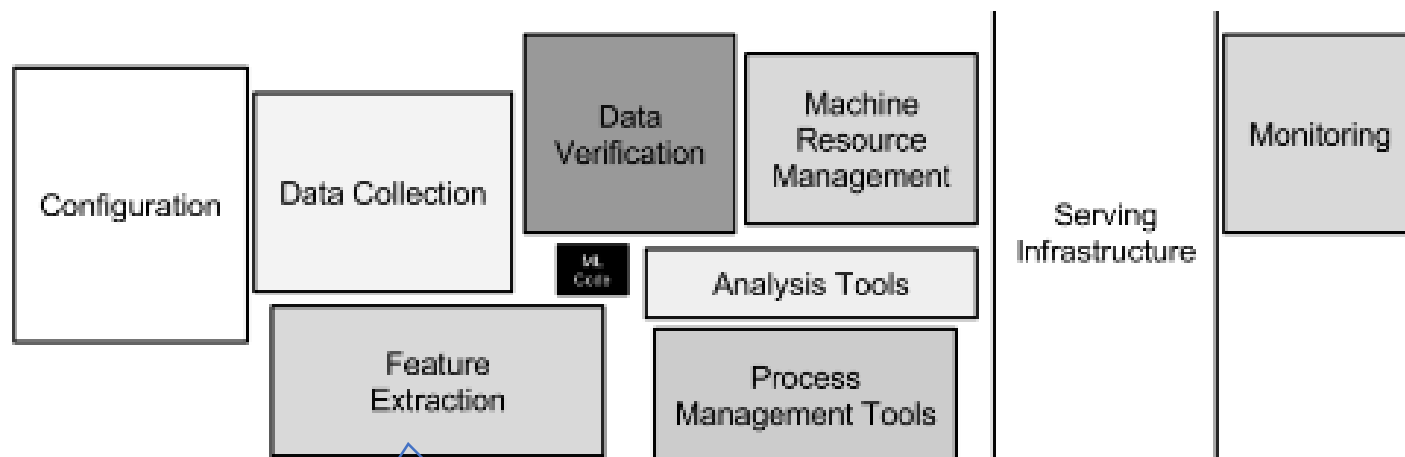 Configuration
Data Collection
Data
Verification
Machine
Resource
Management
ML
Core
Analysis Tools
Feature
Extraction
Process
Management Tools
Serving
Infrastructure
Monitoring